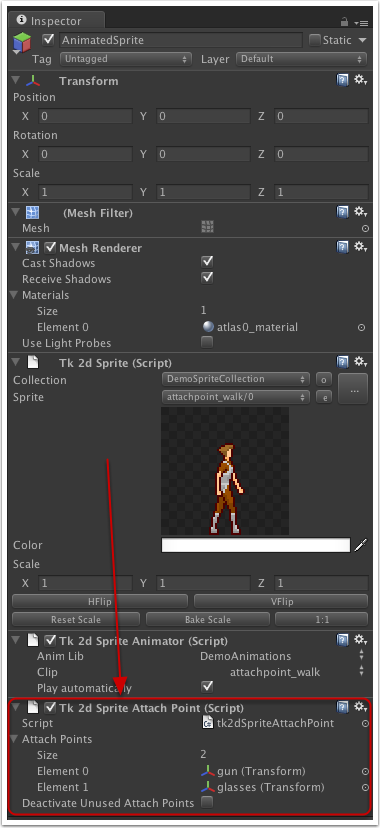 Inspector
AnimatedSprite Static
Tag Untagged Layer Default
Transform
Position
X 0 Y 0 Z 0
Rotation
X 0 Y 0 Z 0
Scale
X 1 Y 1 Z 1
(Mesh Filter)
Mesh
Mesh Renderer
Cast Shadows
Receive Shadows
Materials
Size 1
Element 0 atlas0_material
Use Light Probes
Tk 2d Sprite (Script)
Collection DemoSpriteCollection o ...
Sprite attachpoint_walk/0 e
Color
Scale
X 1 Y 1 Z 1
HFlip VFlip
Reset Scale Bake Scale 1:1
Tk 2d Sprite Animator (Script)
Anim Lib DemoAnimations
Clip attachpoint_walk
Play automatically
Tk 2d Sprite Attach Point (Script)
Script tk2dSpriteAttachPoint
Attach Points
Size 2
Element 0 gun (Transform)
Element 1 glasses (Transform)
Deactivate Unused Attach Points